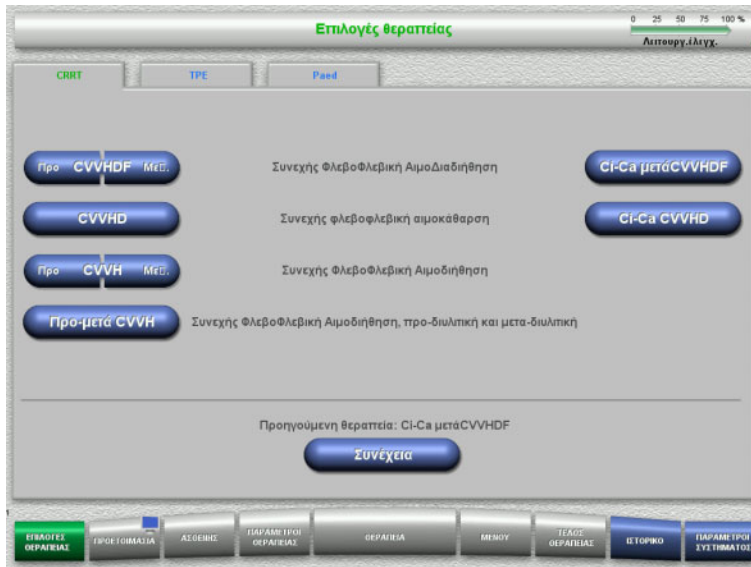 Επιλογές θεραπείας
0 25 50 75 100 %
Λειτουργ.έλεγχ.
CRRT TPE Paed
Προ CVVHDF Μετ. Συνεχής ΦλεβοΦλεβική ΑιμοΔιαδιήθηση Ci-Ca μετάCVVHDF
CVVHD Συνεχής φλεβοφλεβική αιμοκάθαρση Ci-Ca CVVHD
Προ CVVH Μετ. Συνεχής ΦλεβοΦλεβική Αιμοδιήθηση
Προ-μετά CVVH Συνεχής ΦλεβοΦλεβική Αιμοδιήθηση, προ-διυλιτική και μετα-διυλιτική
Προηγούμενη θεραπεία: Ci-Ca μετάCVVHDF
Συνέχεια
1
ΕΠΙΛΟΓΕΣ ΘΕΡΑΠΕΙΑΣ ΠΡΟΕΤΟΙΜΑΣΙΑ ΑΣΘΕΝΗΣ ΠΑΡΑΜΕΤΡΟΙ ΘΕΡΑΠΕΙΑΣ ΘΕΡΑΠΕΙΑ ΜΕΝΟΥ ΤΕΛΟΣ ΘΕΡΑΠΕΙΑΣ ΙΣΤΟΡΙΚΟ ΠΑΡΑΜΕΤΡΟΙ ΣΥΣΤΗΜΑΤΟΣ